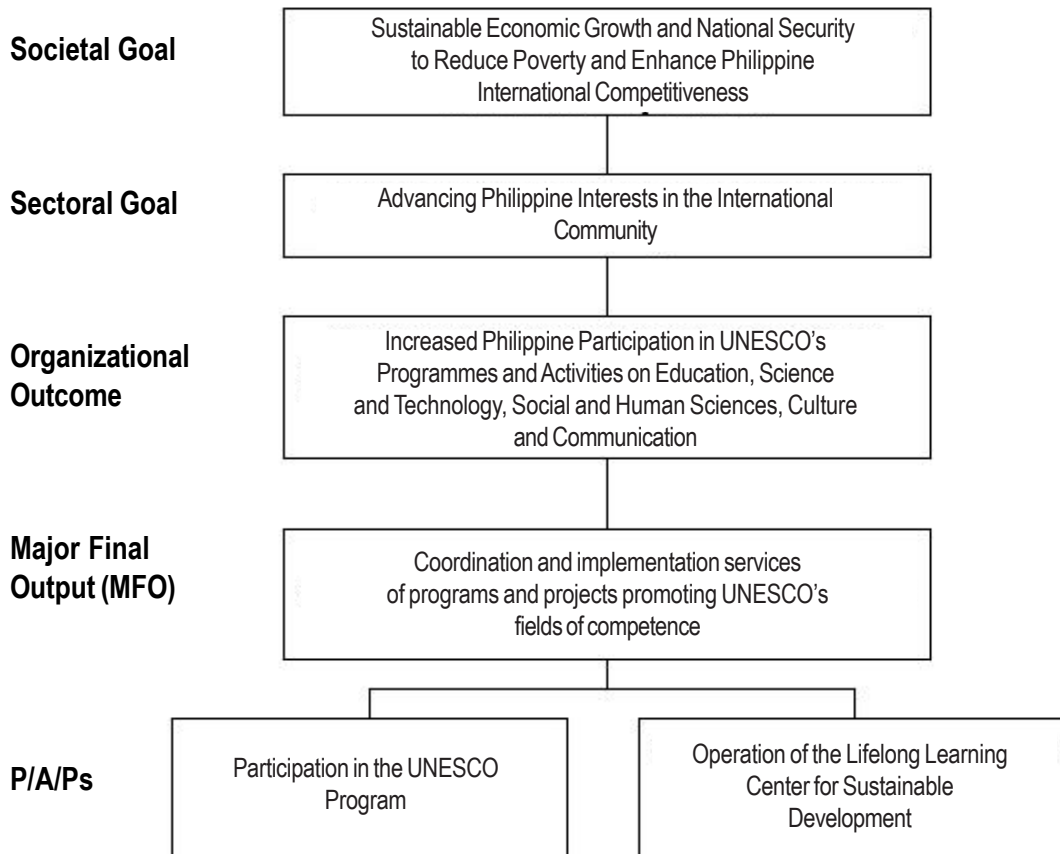 Societal Goal
Sustainable Economic Growth and National Security
to Reduce Poverty and Enhance Philippine
International Competitiveness
Sectoral Goal
Advancing Philippine Interests in the International
Community
Organizational
Outcome
Increased Philippine Participation in UNESCO’s
Programmes and Activities on Education, Science
and Technology, Social and Human Sciences, Culture
and Communication
Major Final
Output (MFO)
Coordination and implementation services
of programs and projects promoting UNESCO’s
fields of competence
P/A/Ps
Participation in the UNESCO
Program
Operation of the Lifelong Learning
Center for Sustainable
Development